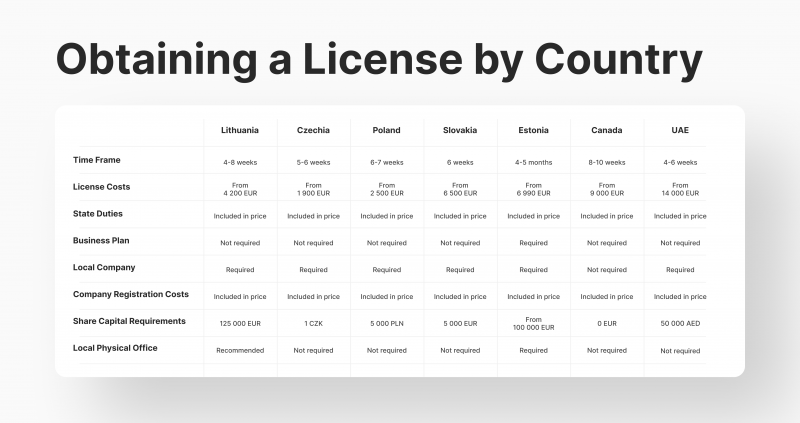 Obtaining a License by Country
Lithuania Czechia Poland Slovakia Estonia Canada UAE
Time Frame 4-8 weeks 5-6 weeks 6-7 weeks 6 weeks 4-5 months 8-10 weeks 4-6 weeks
License Costs From From From From From From From
4 200 EUR 1 900 EUR 2 500 EUR 6 500 EUR 6 990 EUR 9 000 EUR 14 000 EUR
State Duties Included in price Included in price Included in price Included in price Included in price Included in price Included in price
Business Plan Not required Not required Not required Not required Required Not required Not required
Local Company Required Required Required Required Required Not required Required
Company Registration Costs Included in price Included in price Included in price Included in price Included in price Included in price Included in price
Share Capital Requirements 125 000 EUR 1 CZK 5 000 PLN 5 000 EUR From 0 EUR 50 000 AED
100 000 EUR
Local Physical Office Recommended Not required Not required Not required Required Not required Not required